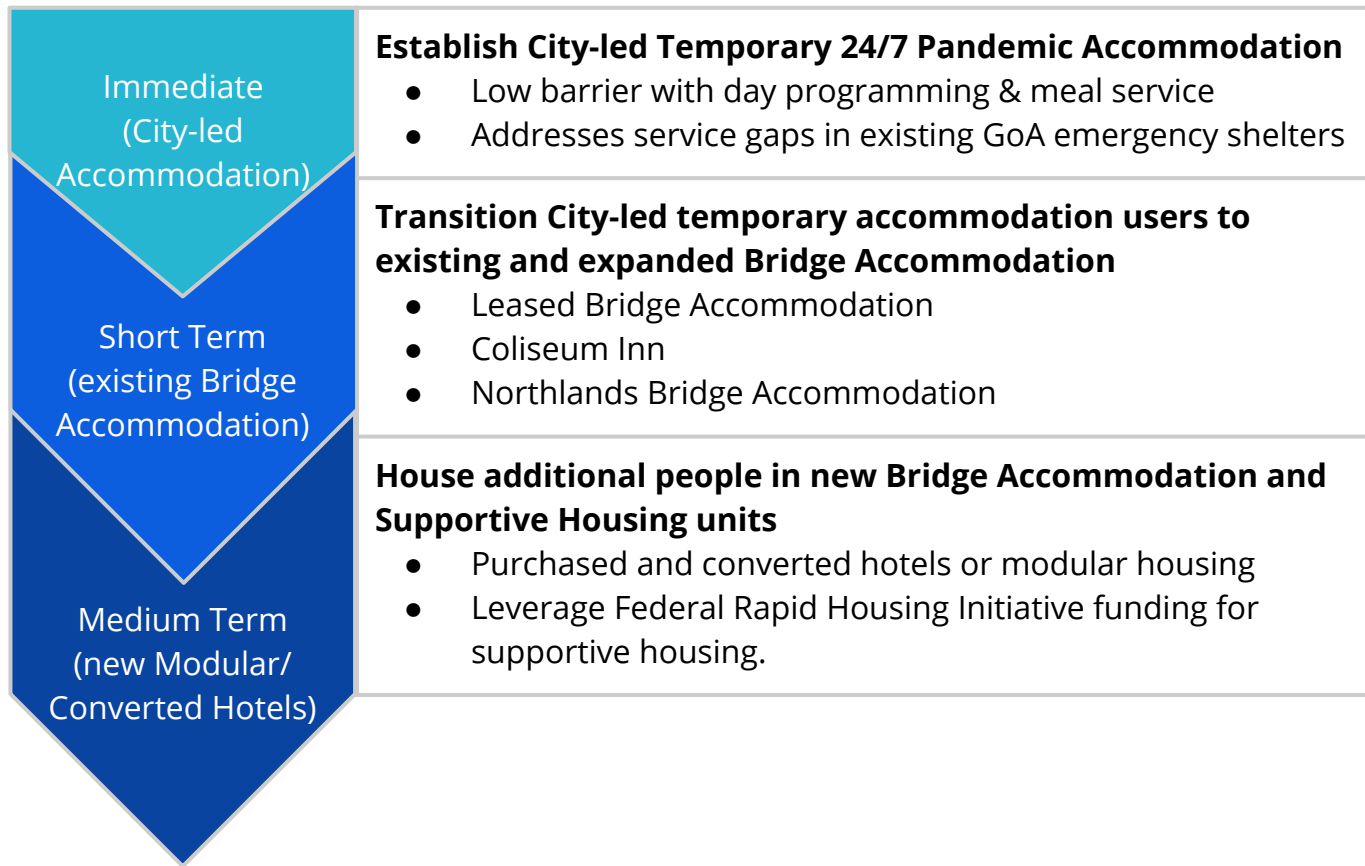 Immediate
(City-led
Accommodation)
Establish City-led Temporary 24/7 Pandemic Accommodation
● Low barrier with day programming & meal service
● Addresses service gaps in existing GoA emergency shelters
Short Term
(existing Bridge
Accommodation)
Transition City-led temporary accommodation users to
existing and expanded Bridge Accommodation
● Leased Bridge Accommodation
● Coliseum Inn
● Northlands Bridge Accommodation
Medium Term
(new Modular/
Converted Hotels)
House additional people in new Bridge Accommodation and
Supportive Housing units
● Purchased and converted hotels or modular housing
● Leverage Federal Rapid Housing Initiative funding for
supportive housing.